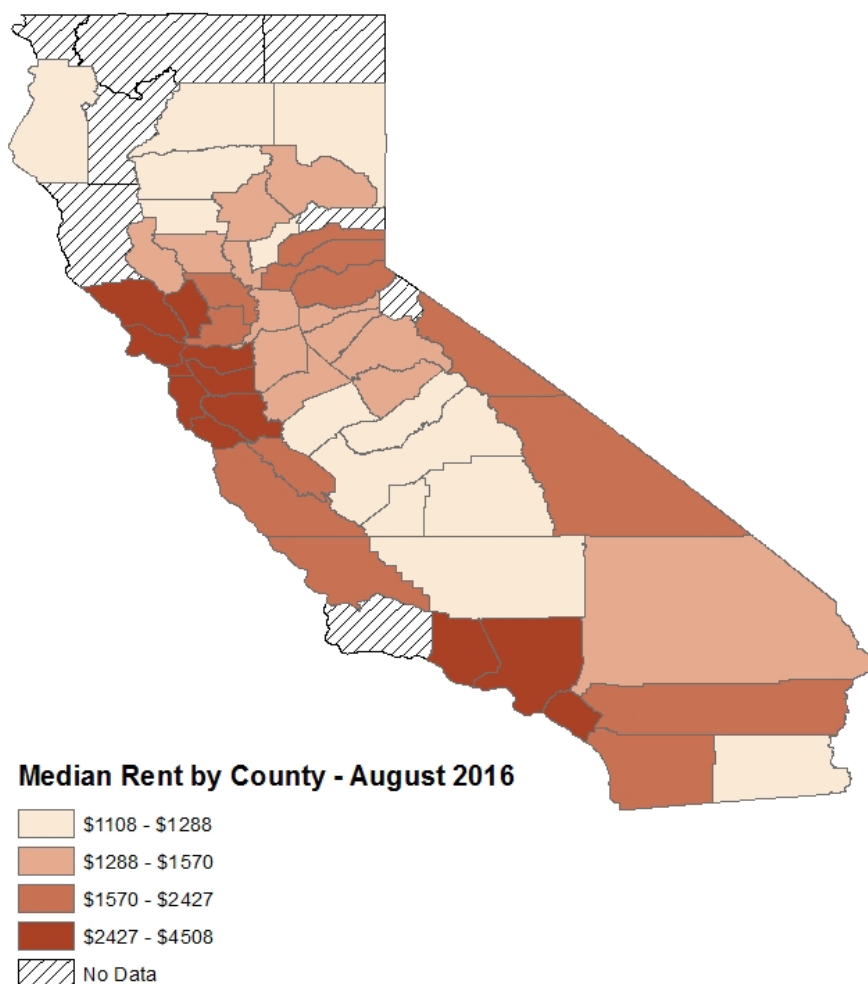 Median Rent by County - August 2016
$1108 - $1288
$1288 - $1570
$1570 - $2427
$2427 - $4508
No Data